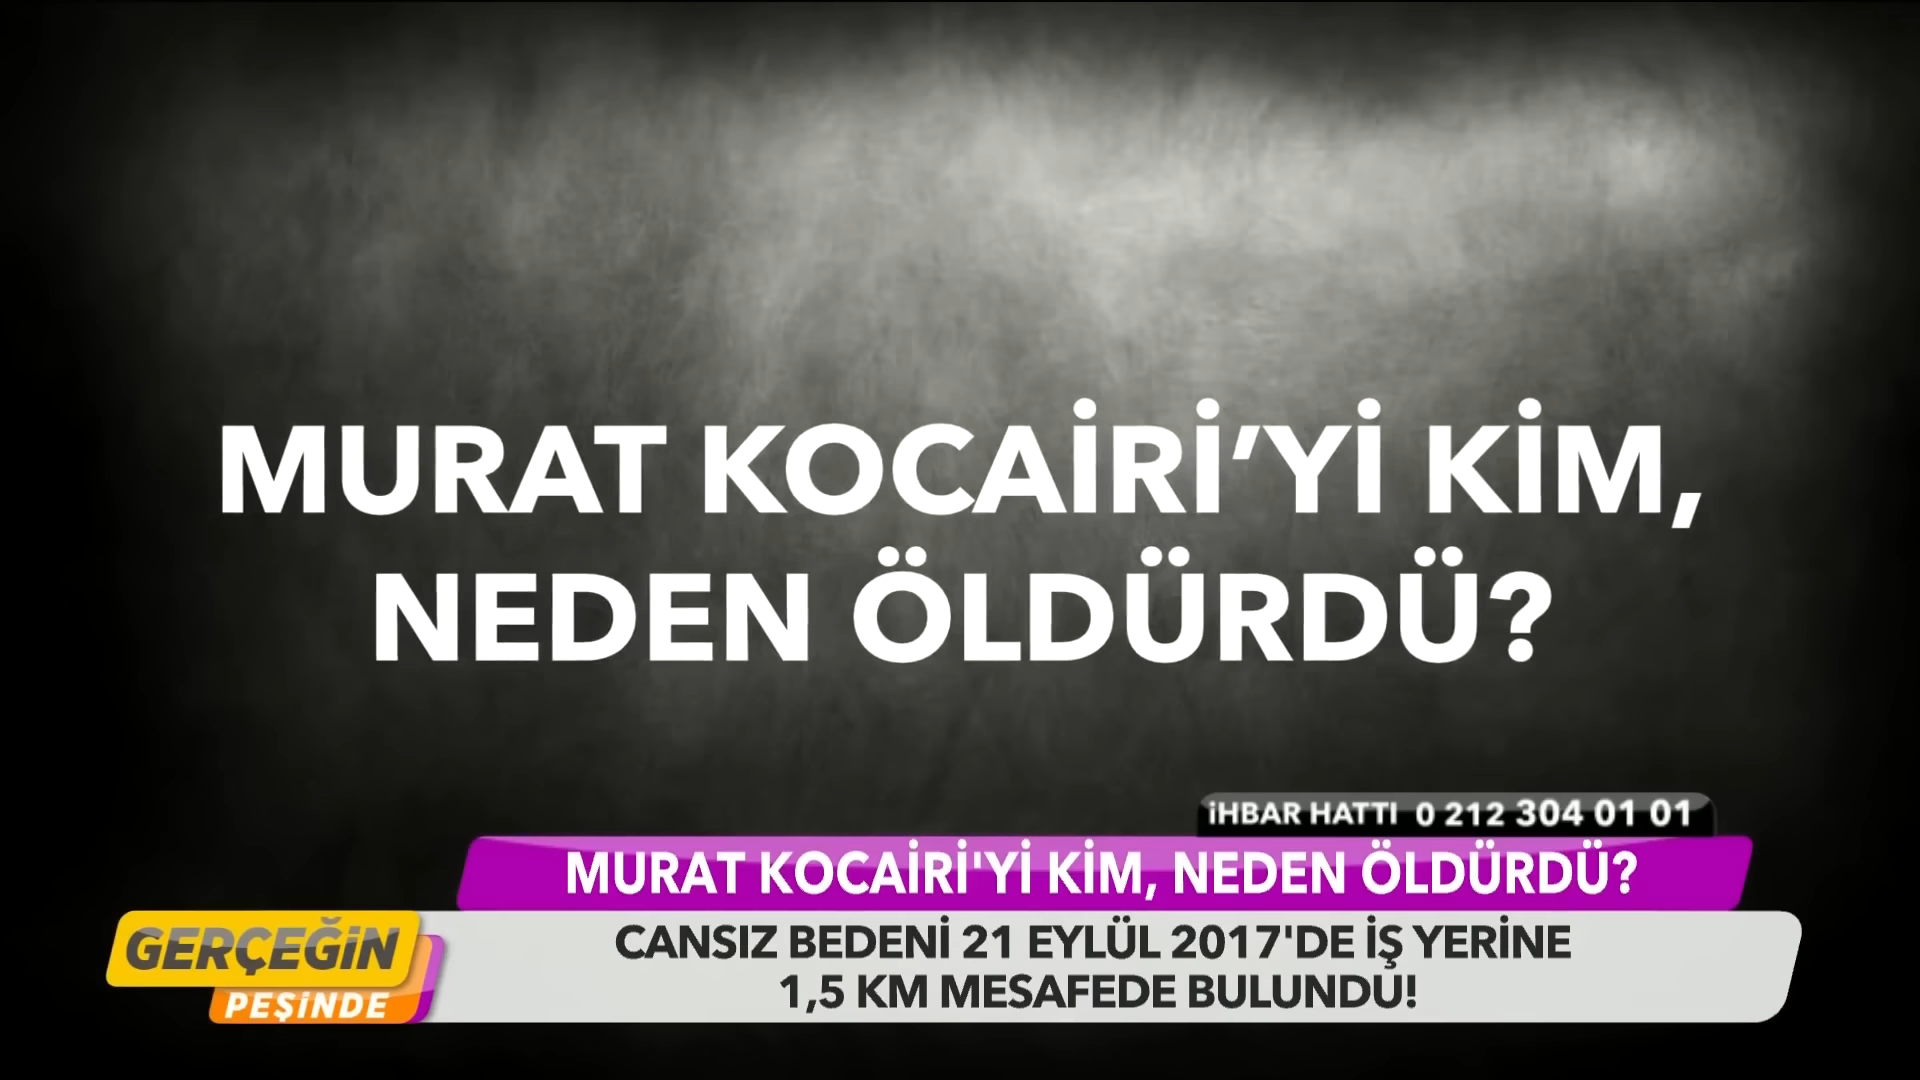 MURAT KOCAİRİ’Yİ KİM,
NEDEN ÖLDÜRDÜ?
İHBAR HATTI 0 212 304 01 01
MURAT KOCAİRİ'Yİ KİM, NEDEN ÖLDÜRDÜ?
GERÇEĞİN
PEŞİNDE
CANSIZ BEDENİ 21 EYLÜL 2017'DE İŞ YERİNE
1,5 KM MESAFEDE BULUNDU!